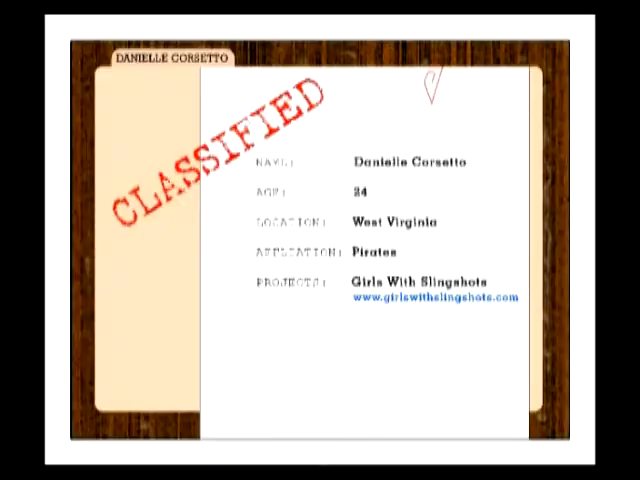 DANIELLE CORSETTO
CLASSIFIED
NAME: Danielle Corsetto
AGE: 24
LOCATION: West Virginia
AFFLIATION: Pirates
PROJECTS: Girls With Slingshots
www.girlswithslingshots.com